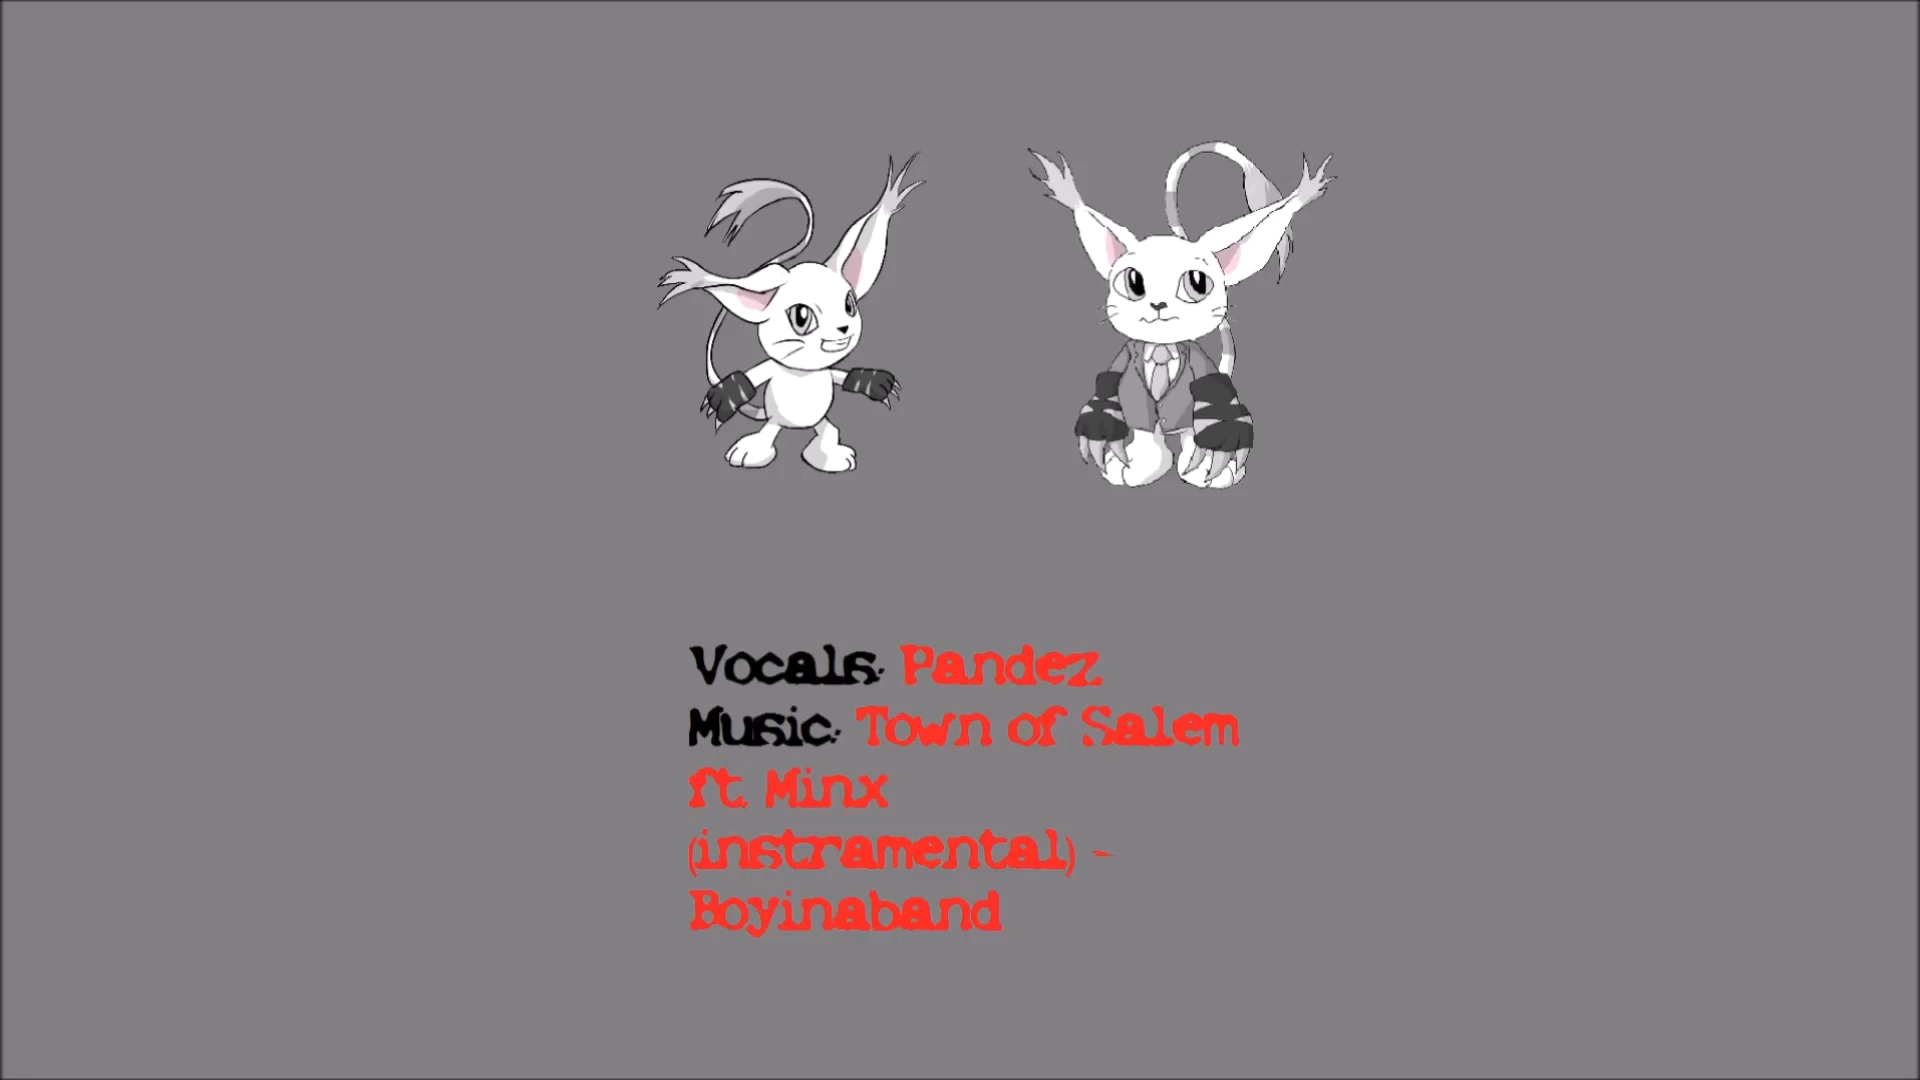 Vocals: Pandez
Music: Town of Salem
ft Minx
(instramental) -
Boyinaband